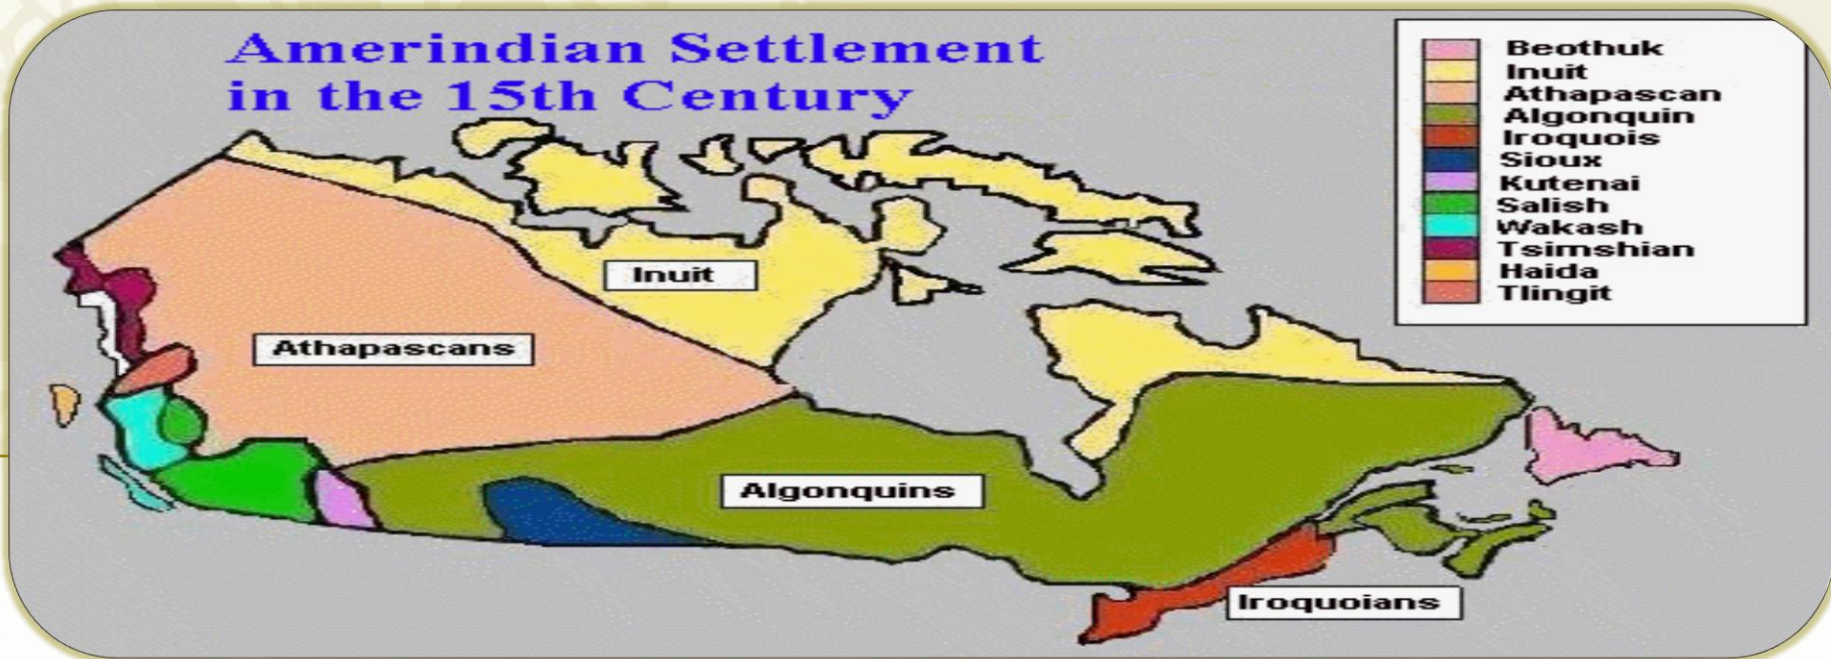 Amerindian Settlement
in the 15th Century
Beothuk
Inuit
Athapascan
Algonquin
Iroquois
Sioux
Kutenai
Salish
Wakash
Tsimshian
Haida
Tlingit
Inuit
Athapascans
Algonquins
Iroquoians